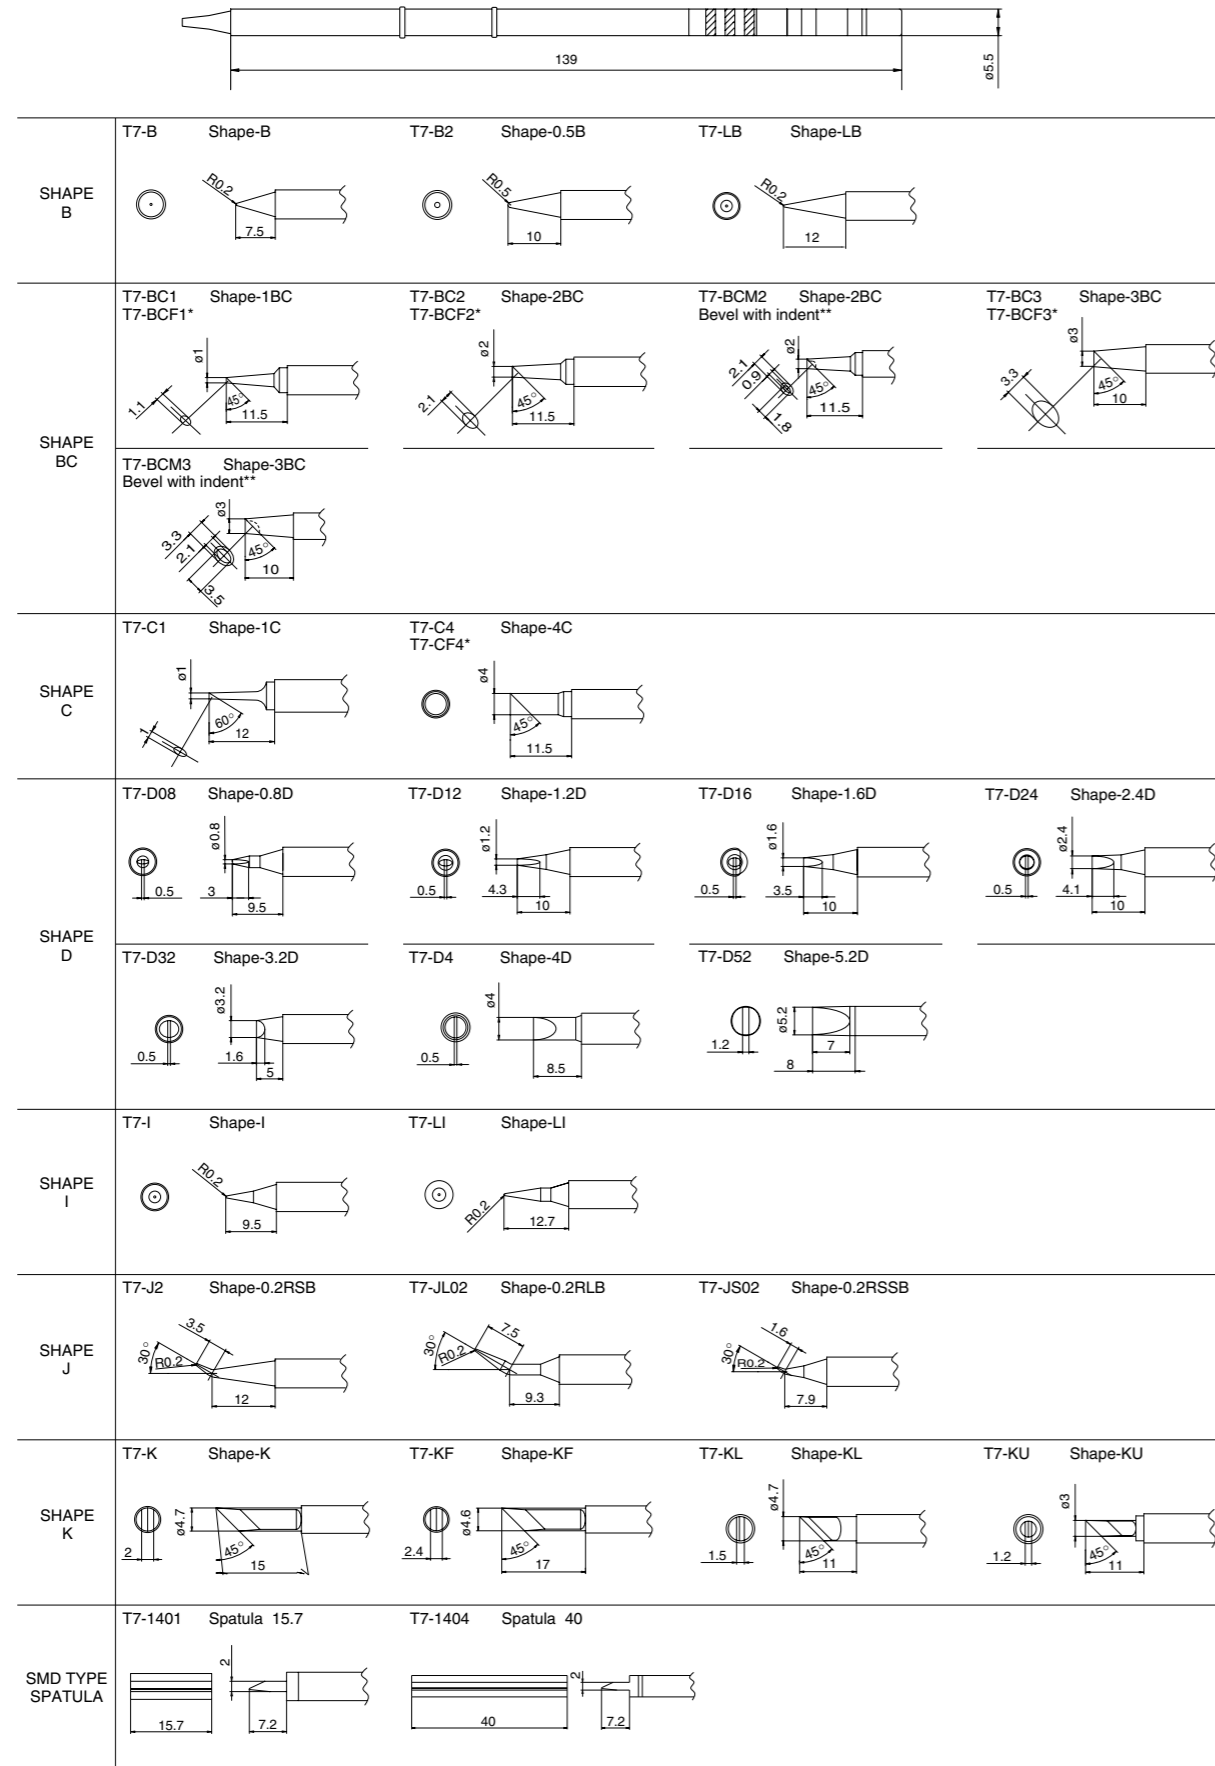 139
ø5.5
SHAPE
B
T7-B Shape-B
R0.2
7.5
T7-B2 Shape-0.5B
R0.5
10
T7-LB Shape-LB
R0.2
12
SHAPE
BC
T7-BC1 Shape-1BC
T7-BCF1*
ø1
1.1
45°
11.5
T7-BC2 Shape-2BC
T7-BCF2*
ø2
2.1
45°
11.5
T7-BCM2 Shape-2BC
Bevel with indent**
ø2
2.1
0.9
1.8
45°
11.5
T7-BC3 Shape-3BC
T7-BCF3*
ø3
3.3
45°
10
T7-BCM3 Shape-3BC
Bevel with indent**
ø3
3.3
2.1
3.5
45°
10
SHAPE
C
T7-C1 Shape-1C
ø1
1
60°
12
T7-C4 Shape-4C
T7-CF4*
ø4
45°
11.5
SHAPE
D
T7-D08 Shape-0.8D
ø0.8
0.5
3
9.5
T7-D12 Shape-1.2D
ø1.2
0.5
4.3
10
T7-D16 Shape-1.6D
ø1.6
0.5
3.5
10
T7-D24 Shape-2.4D
ø2.4
0.5
4.1
10
T7-D32 Shape-3.2D
ø3.2
0.5
1.6
5
T7-D4 Shape-4D
ø4
0.5
8.5
T7-D52 Shape-5.2D
ø5.2
1.2
7
8
SHAPE
I
T7-I Shape-I
R0.2
9.5
T7-LI Shape-LI
R0.2
12.7
SHAPE
J
T7-J2 Shape-0.2RSB
3.5
30°
R0.2
12
T7-JL02 Shape-0.2RLB
7.5
30°
R0.2
9.3
T7-JS02 Shape-0.2RSSB
1.6
30°
R0.2
7.9
SHAPE
K
T7-K Shape-K
ø4.7
2
45°
15
T7-KF Shape-KF
ø4.6
2.4
45°
17
T7-KL Shape-KL
ø4.7
1.5
45°
11
T7-KU Shape-KU
ø3
1.2
45°
11
SMD TYPE
SPATULA
T7-1401 Spatula 15.7
2
15.7
7.2
T7-1404 Spatula 40
2
40
7.2